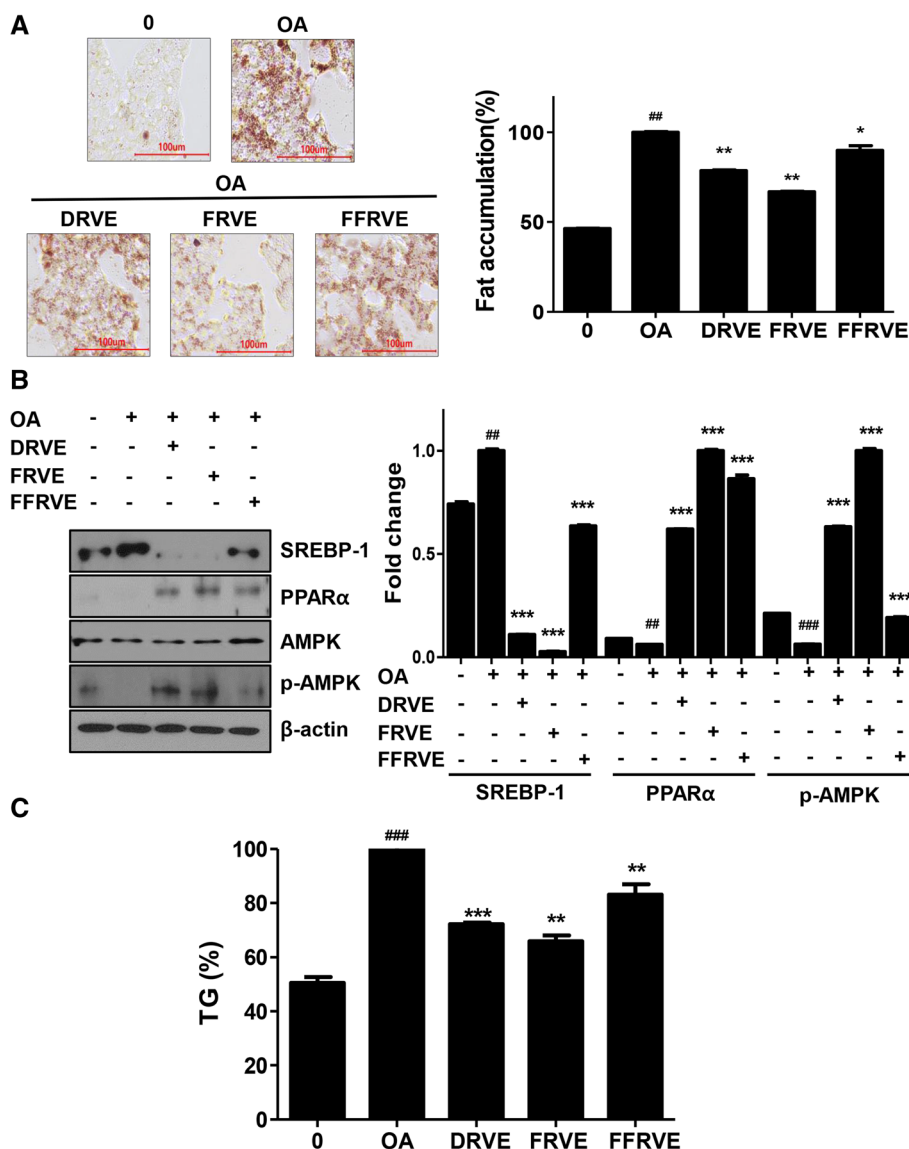 A
0
OA
100um
100um
OA
DRVE
FRVE
FFRVE
100um
100um
100um
Fat accumulation(%)
100
50
0
##
**
**
*
0
OA
DRVE
FRVE
FFRVE
B
OA - + + + +
DRVE - - + - -
FRVE - - - + -
FFRVE - - - - +
SREBP-1
PPARα
AMPK
p-AMPK
β-actin
Fold change
1.0
0.5
0.0
##
***
***
***
##
***
***
***
###
***
***
***
OA - + + + + - + + + + - + + + +
DRVE - - + - - - - + - - - - + - -
FRVE - - - + - - - - + - - - - + -
FFRVE - - - - + - - - - + - - - - +
SREBP-1
PPARα
p-AMPK
C
TG (%)
100
80
60
40
20
0
###
***
**
**
0
OA
DRVE
FRVE
FFRVE